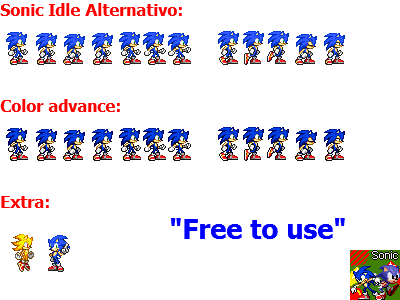 Sonic Idle Alternativo:
Color advance:
Extra:
"Free to use"
Sonic